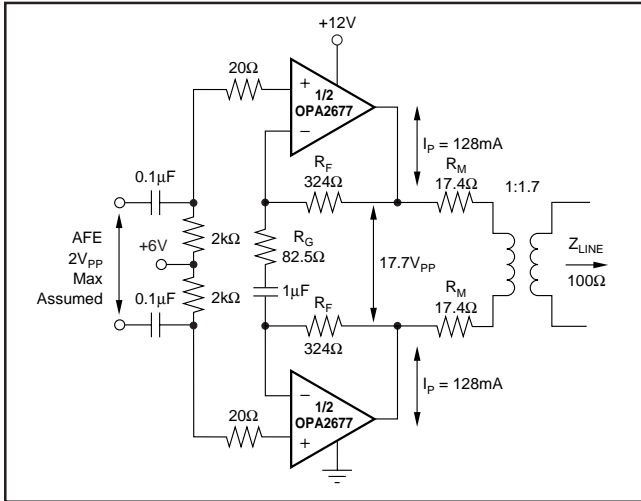 +12V
20Ω
+
1/2
OPA2677
−
I_P = 128mA
R_F
324Ω
R_M
17.4Ω
1:1.7
0.1µF
AFE
2V_PP
Max
Assumed
+6V
2kΩ
2kΩ
R_G
82.5Ω
1µF
17.7V_PP
Z_LINE
100Ω
0.1µF
R_F
324Ω
R_M
17.4Ω
I_P = 128mA
−
1/2
OPA2677
+
20Ω